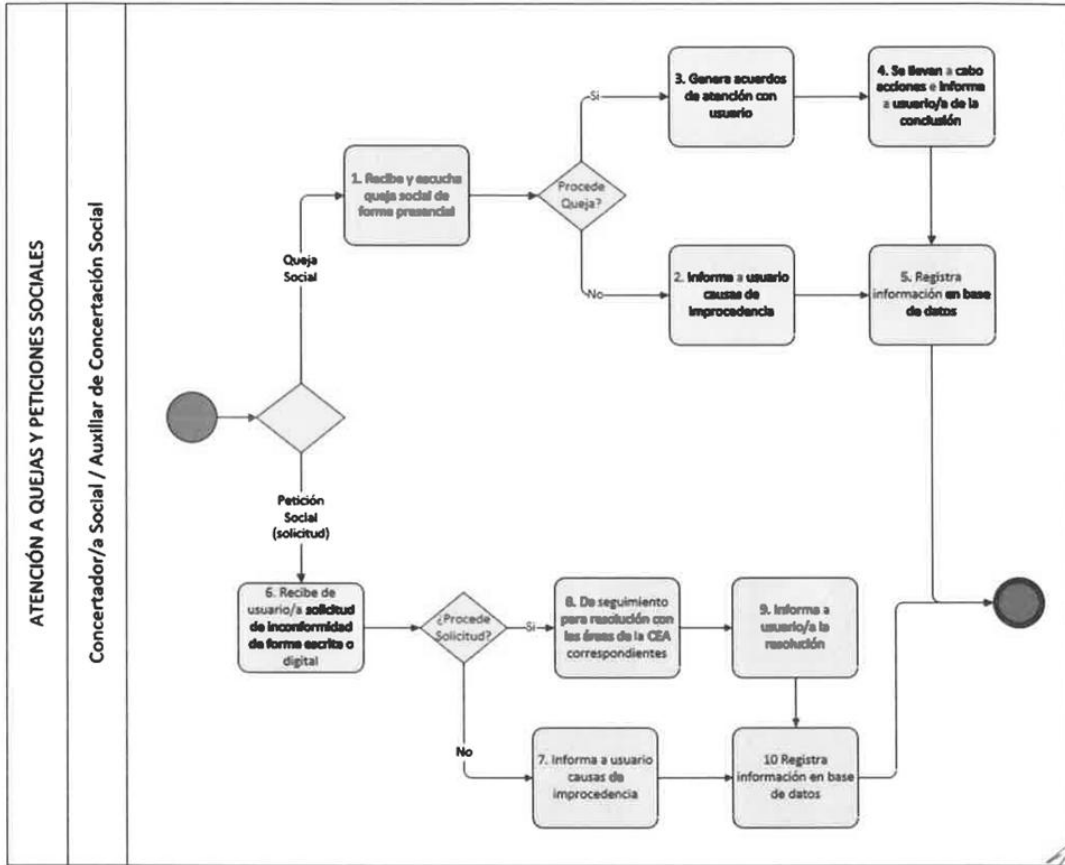 ATENCIÓN A QUEJAS Y PETICIONES SOCIALES
Concertador/a Social / Auxiliar de Concertación Social
Queja
Social
1. Recibe y escucha
queja social de
forma presencial
Procede
Queja?
Si
3. Genera acuerdos
de atención con
usuario
4. Se llevan a cabo
acciones e informa
a usuario/a de la
conclusión
No
2. Informa a usuario
causas de
improcedencia
5. Registra
información en base
de datos
Petición
Social
(solicitud)
6. Recibe de
usuario/a solicitud
de inconformidad
de forma escrita o
digital
¿Procede
Solicitud?
Si
8. Da seguimiento
para resolución con
las áreas de la CEA
correspondientes
9. Informa a
usuario/a la
resolución
No
7. Informa a usuario
causas de
improcedencia
10 Registra
información en base
de datos